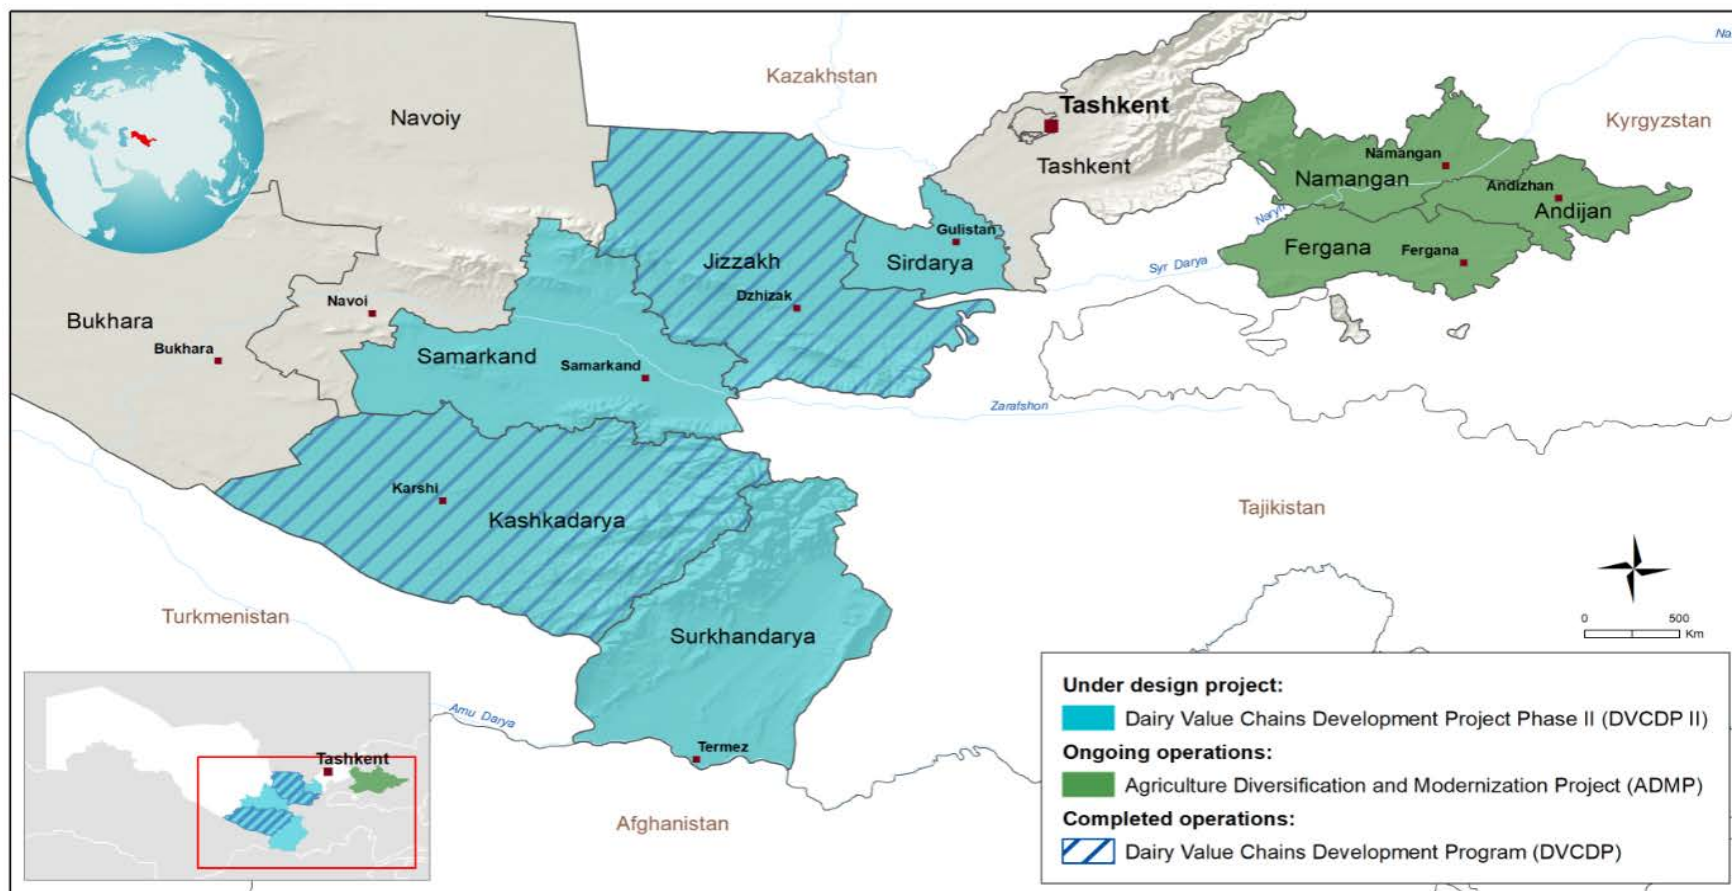 Na
Kazakhstan
Tashkent
Navoiy
Kyrgyzstan
Tashkent
Namangan
Namangan
Andizhan
Andijan
Naryn
Gulistan
Fergana
Fergana
Jizzakh
Sirdarya
Syr Darya
Dzhizak
Navoi
Bukhara
Bukhara
Samarkand
Samarkand
Zarafshon
Karshi
Kashkadarya
Tajikistan
Turkmenistan
Surkhandarya
0 500
Km
Amu Darya
Termez
Tashkent
Afghanistan
Under design project:
Dairy Value Chains Development Project Phase II (DVCDP II)
Ongoing operations:
Agriculture Diversification and Modernization Project (ADMP)
Completed operations:
Dairy Value Chains Development Program (DVCDP)